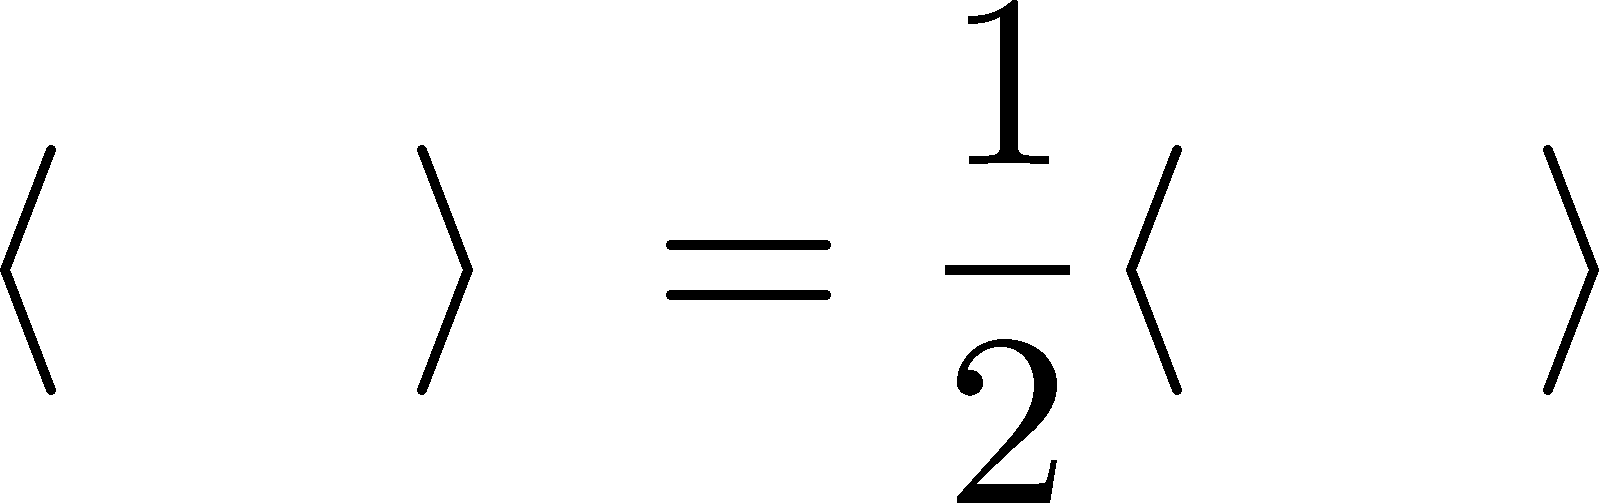 ⟨ ⟩ = 1/2 ⟨ ⟩